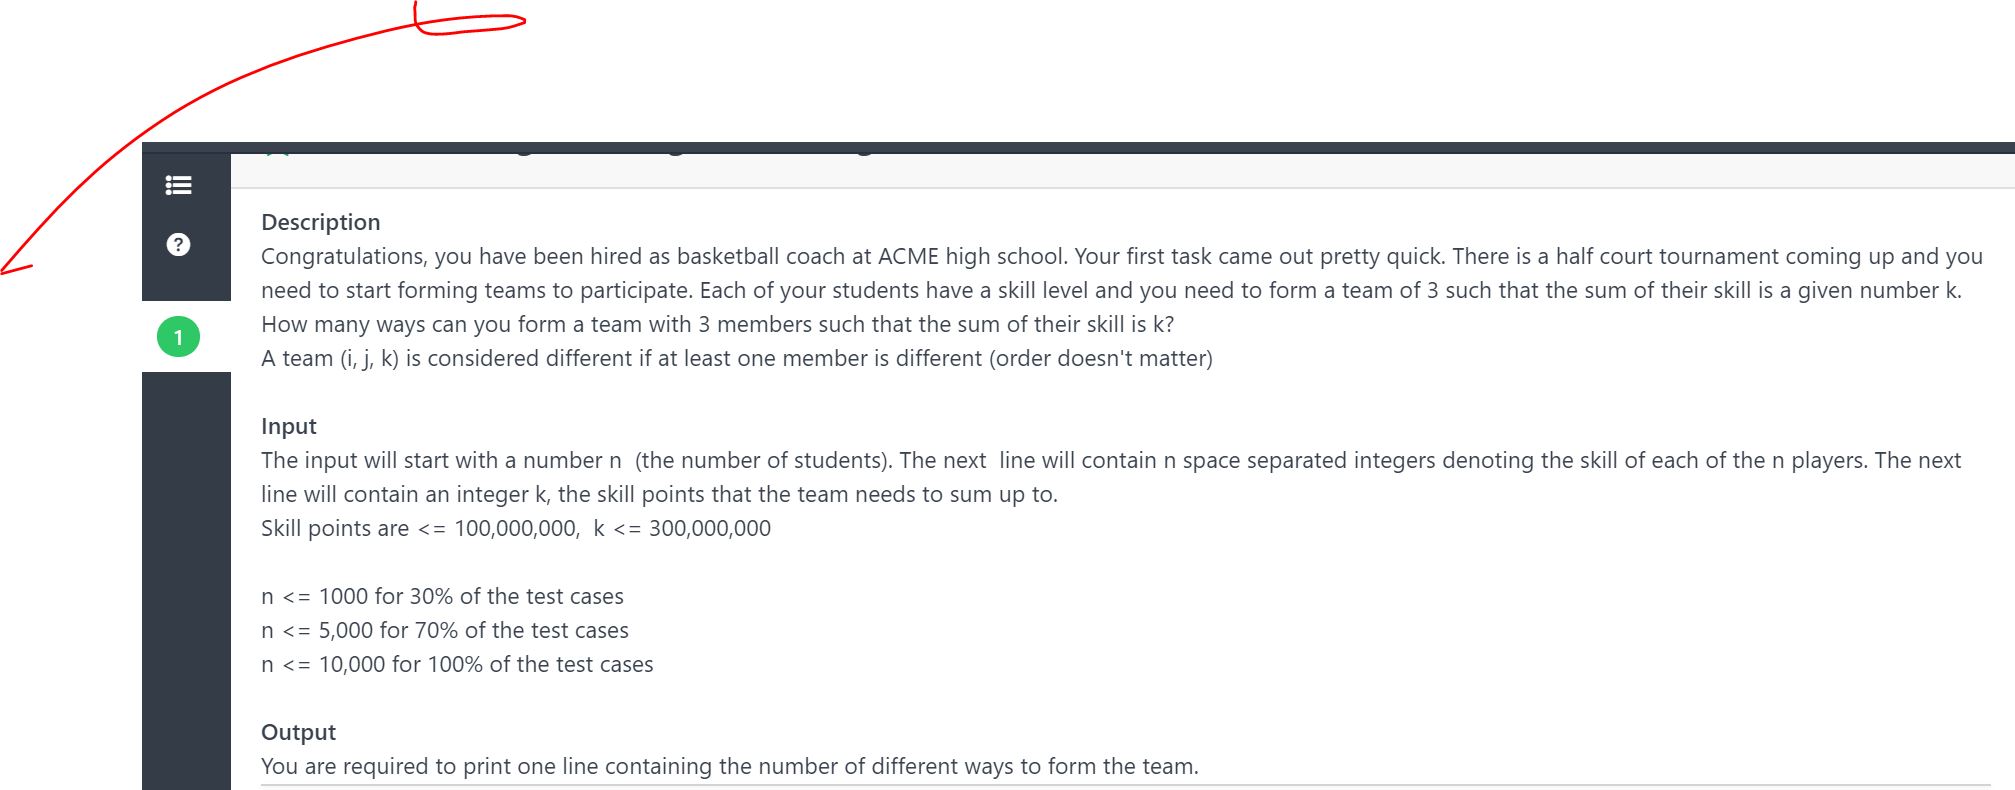 Description
Congratulations, you have been hired as basketball coach at ACME high school. Your first task came out pretty quick. There is a half court tournament coming up and you
need to start forming teams to participate. Each of your students have a skill level and you need to form a team of 3 such that the sum of their skill is a given number k.
How many ways can you form a team with 3 members such that the sum of their skill is k?
A team (i, j, k) is considered different if at least one member is different (order doesn't matter)
1
Input
The input will start with a number n  (the number of students). The next  line will contain n space separated integers denoting the skill of each of the n players. The next
line will contain an integer k, the skill points that the team needs to sum up to.
Skill points are <= 100,000,000,  k <= 300,000,000
n <= 1000 for 30% of the test cases
n <= 5,000 for 70% of the test cases
n <= 10,000 for 100% of the test cases
Output
You are required to print one line containing the number of different ways to form the team.